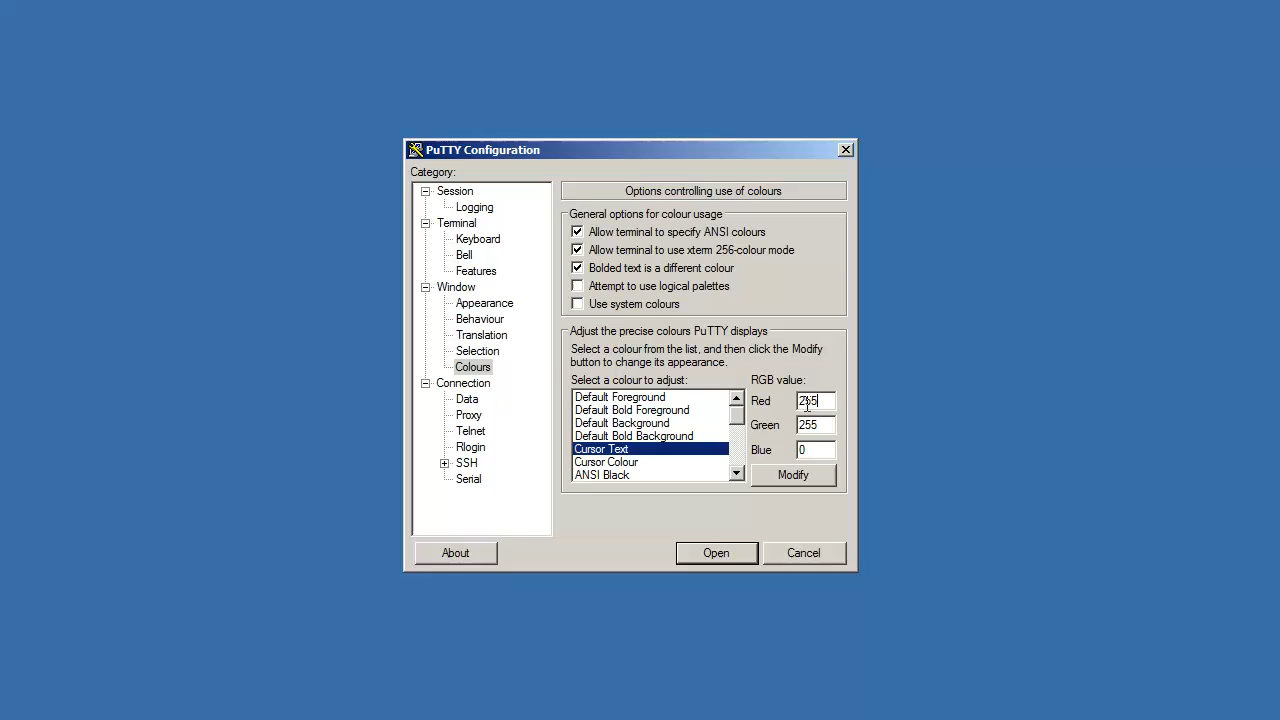 PuTTY Configuration
Category:
Session
Logging
Terminal
Keyboard
Bell
Features
Window
Appearance
Behaviour
Translation
Selection
Colours
Connection
Data
Proxy
Telnet
Rlogin
SSH
Serial
Options controlling use of colours
General options for colour usage
Allow terminal to specify ANSI colours
Allow terminal to use xterm 256-colour mode
Bolded text is a different colour
Attempt to use logical palettes
Use system colours
Adjust the precise colours PuTTY displays
Select a colour from the list, and then click the Modify
button to change its appearance.
Select a colour to adjust:
Default Foreground
Default Bold Foreground
Default Background
Default Bold Background
Cursor Text
Cursor Colour
ANSI Black
RGB value:
Red 255
Green 255
Blue 0
Modify
About
Open
Cancel